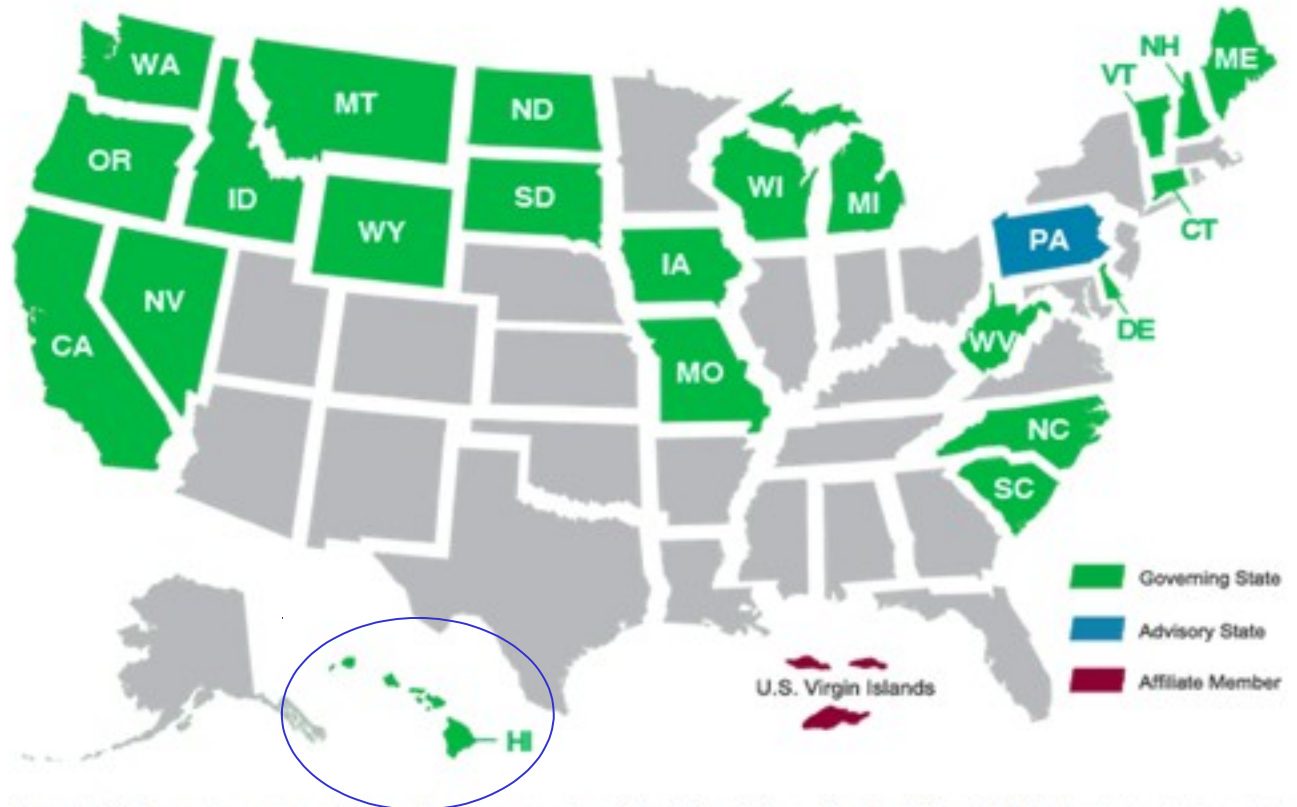 WA
MT
ND
NH
ME
VT
OR
ID
SD
WI
MI
WY
PA
CT
IA
NV
CA
DE
WV
MO
NC
SC
Governing State
Advisory State
Affiliate Member
U.S. Virgin Islands
HI